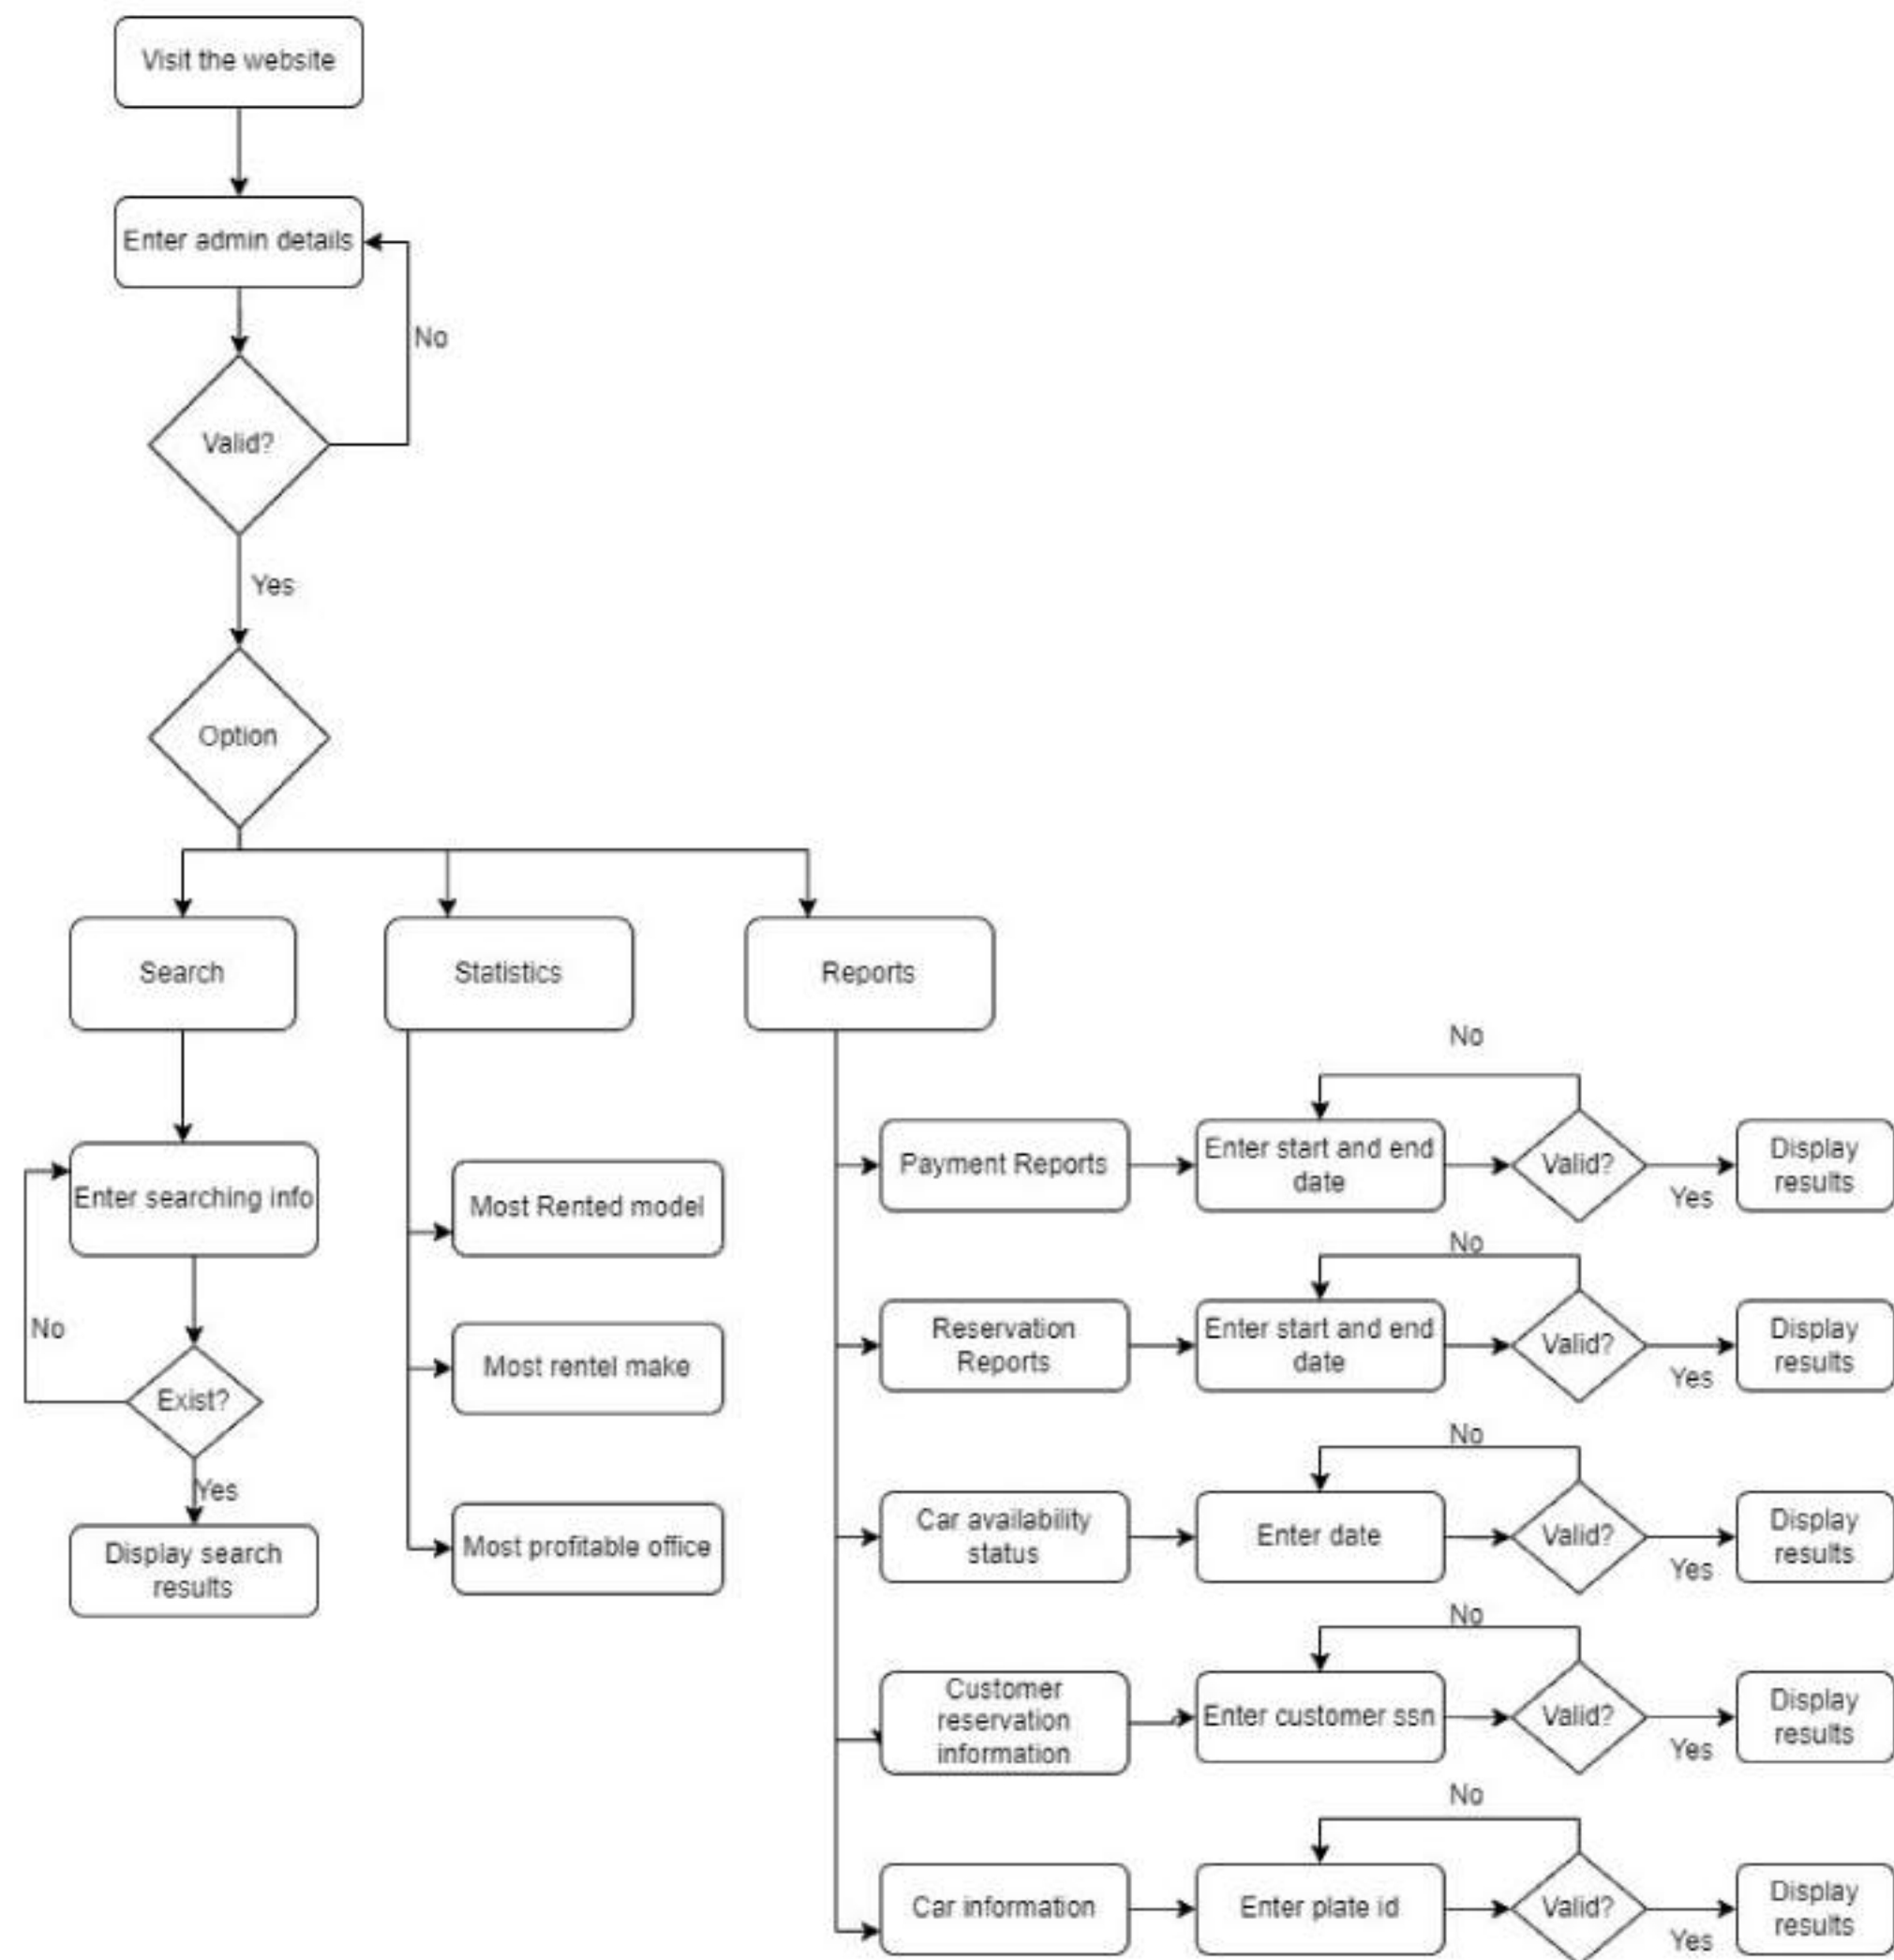 Visit the website
Enter admin details
No
Valid?
Yes
Option
Search
Statistics
Reports
Enter searching info
No
Exist?
Yes
Display search
results
Most Rented model
Most rentel make
Most profitable office
No
Payment Reports
Enter start and end
date
Valid?
Yes
Display
results
No
Reservation
Reports
Enter start and end
date
Valid?
Yes
Display
results
No
Car availability
status
Enter date
Valid?
Yes
Display
results
No
Customer
reservation
information
Enter customer ssn
Valid?
Yes
Display
results
No
Car information
Enter plate id
Valid?
Yes
Display
results